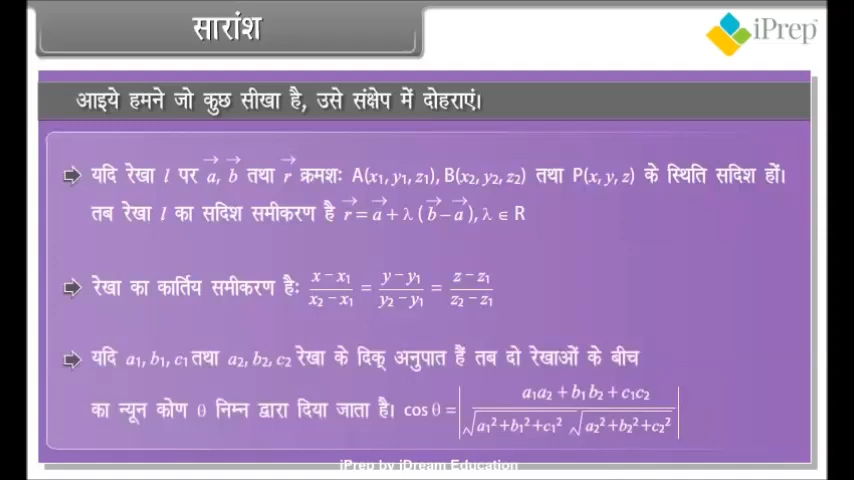 सारांश
iPrep
आइये हमने जो कुछ सीखा है, उसे संक्षेप में दोहराएं।
यदि रेखा l पर a⃗, b⃗ तथा r⃗ क्रमशः A(x₁, y₁, z₁), B(x₂, y₂, z₂) तथा P(x, y, z) के स्थिति सदिश हों।
तब रेखा l का सदिश समीकरण है r⃗ = a⃗ + λ (b⃗ – a⃗), λ ∈ R
रेखा का कार्तिय समीकरण हैः (x – x₁)/(x₂ – x₁) = (y – y₁)/(y₂ – y₁) = (z – z₁)/(z₂ – z₁)
यदि a₁, b₁, c₁ तथा a₂, b₂, c₂ रेखा के दिक् अनुपात हैं तब दो रेखाओं के बीच
का न्यून कोण θ निम्न द्वारा दिया जाता है। cos θ = |(a₁a₂ + b₁b₂ + c₁c₂)/(√(a₁²+b₁²+c₁²) √(a₂²+b₂²+c₂²))|
iPrep by iDream Education